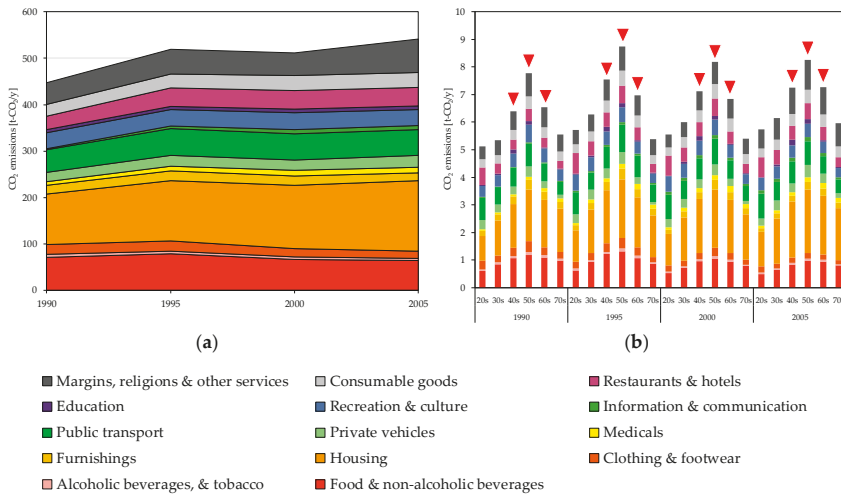 600
500
400
300
200
100
0
CO₂ emissions [t-CO₂/y]
1990 1995 2000 2005
(a)
10
9
8
7
6
5
4
3
2
1
0
CO₂ emissions [t-CO₂/y]
20s 30s 40s 50s 60s 70s 20s 30s 40s 50s 60s 70s 20s 30s 40s 50s 60s 70s 20s 30s 40s 50s 60s 70s
1990 1995 2000 2005
(b)
Margins, religions & other services Consumable goods Restaurants & hotels
Education Recreation & culture Information & communication
Public transport Private vehicles Medicals
Furnishings Housing Clothing & footwear
Alcoholic beverages, & tobacco Food & non-alcoholic beverages